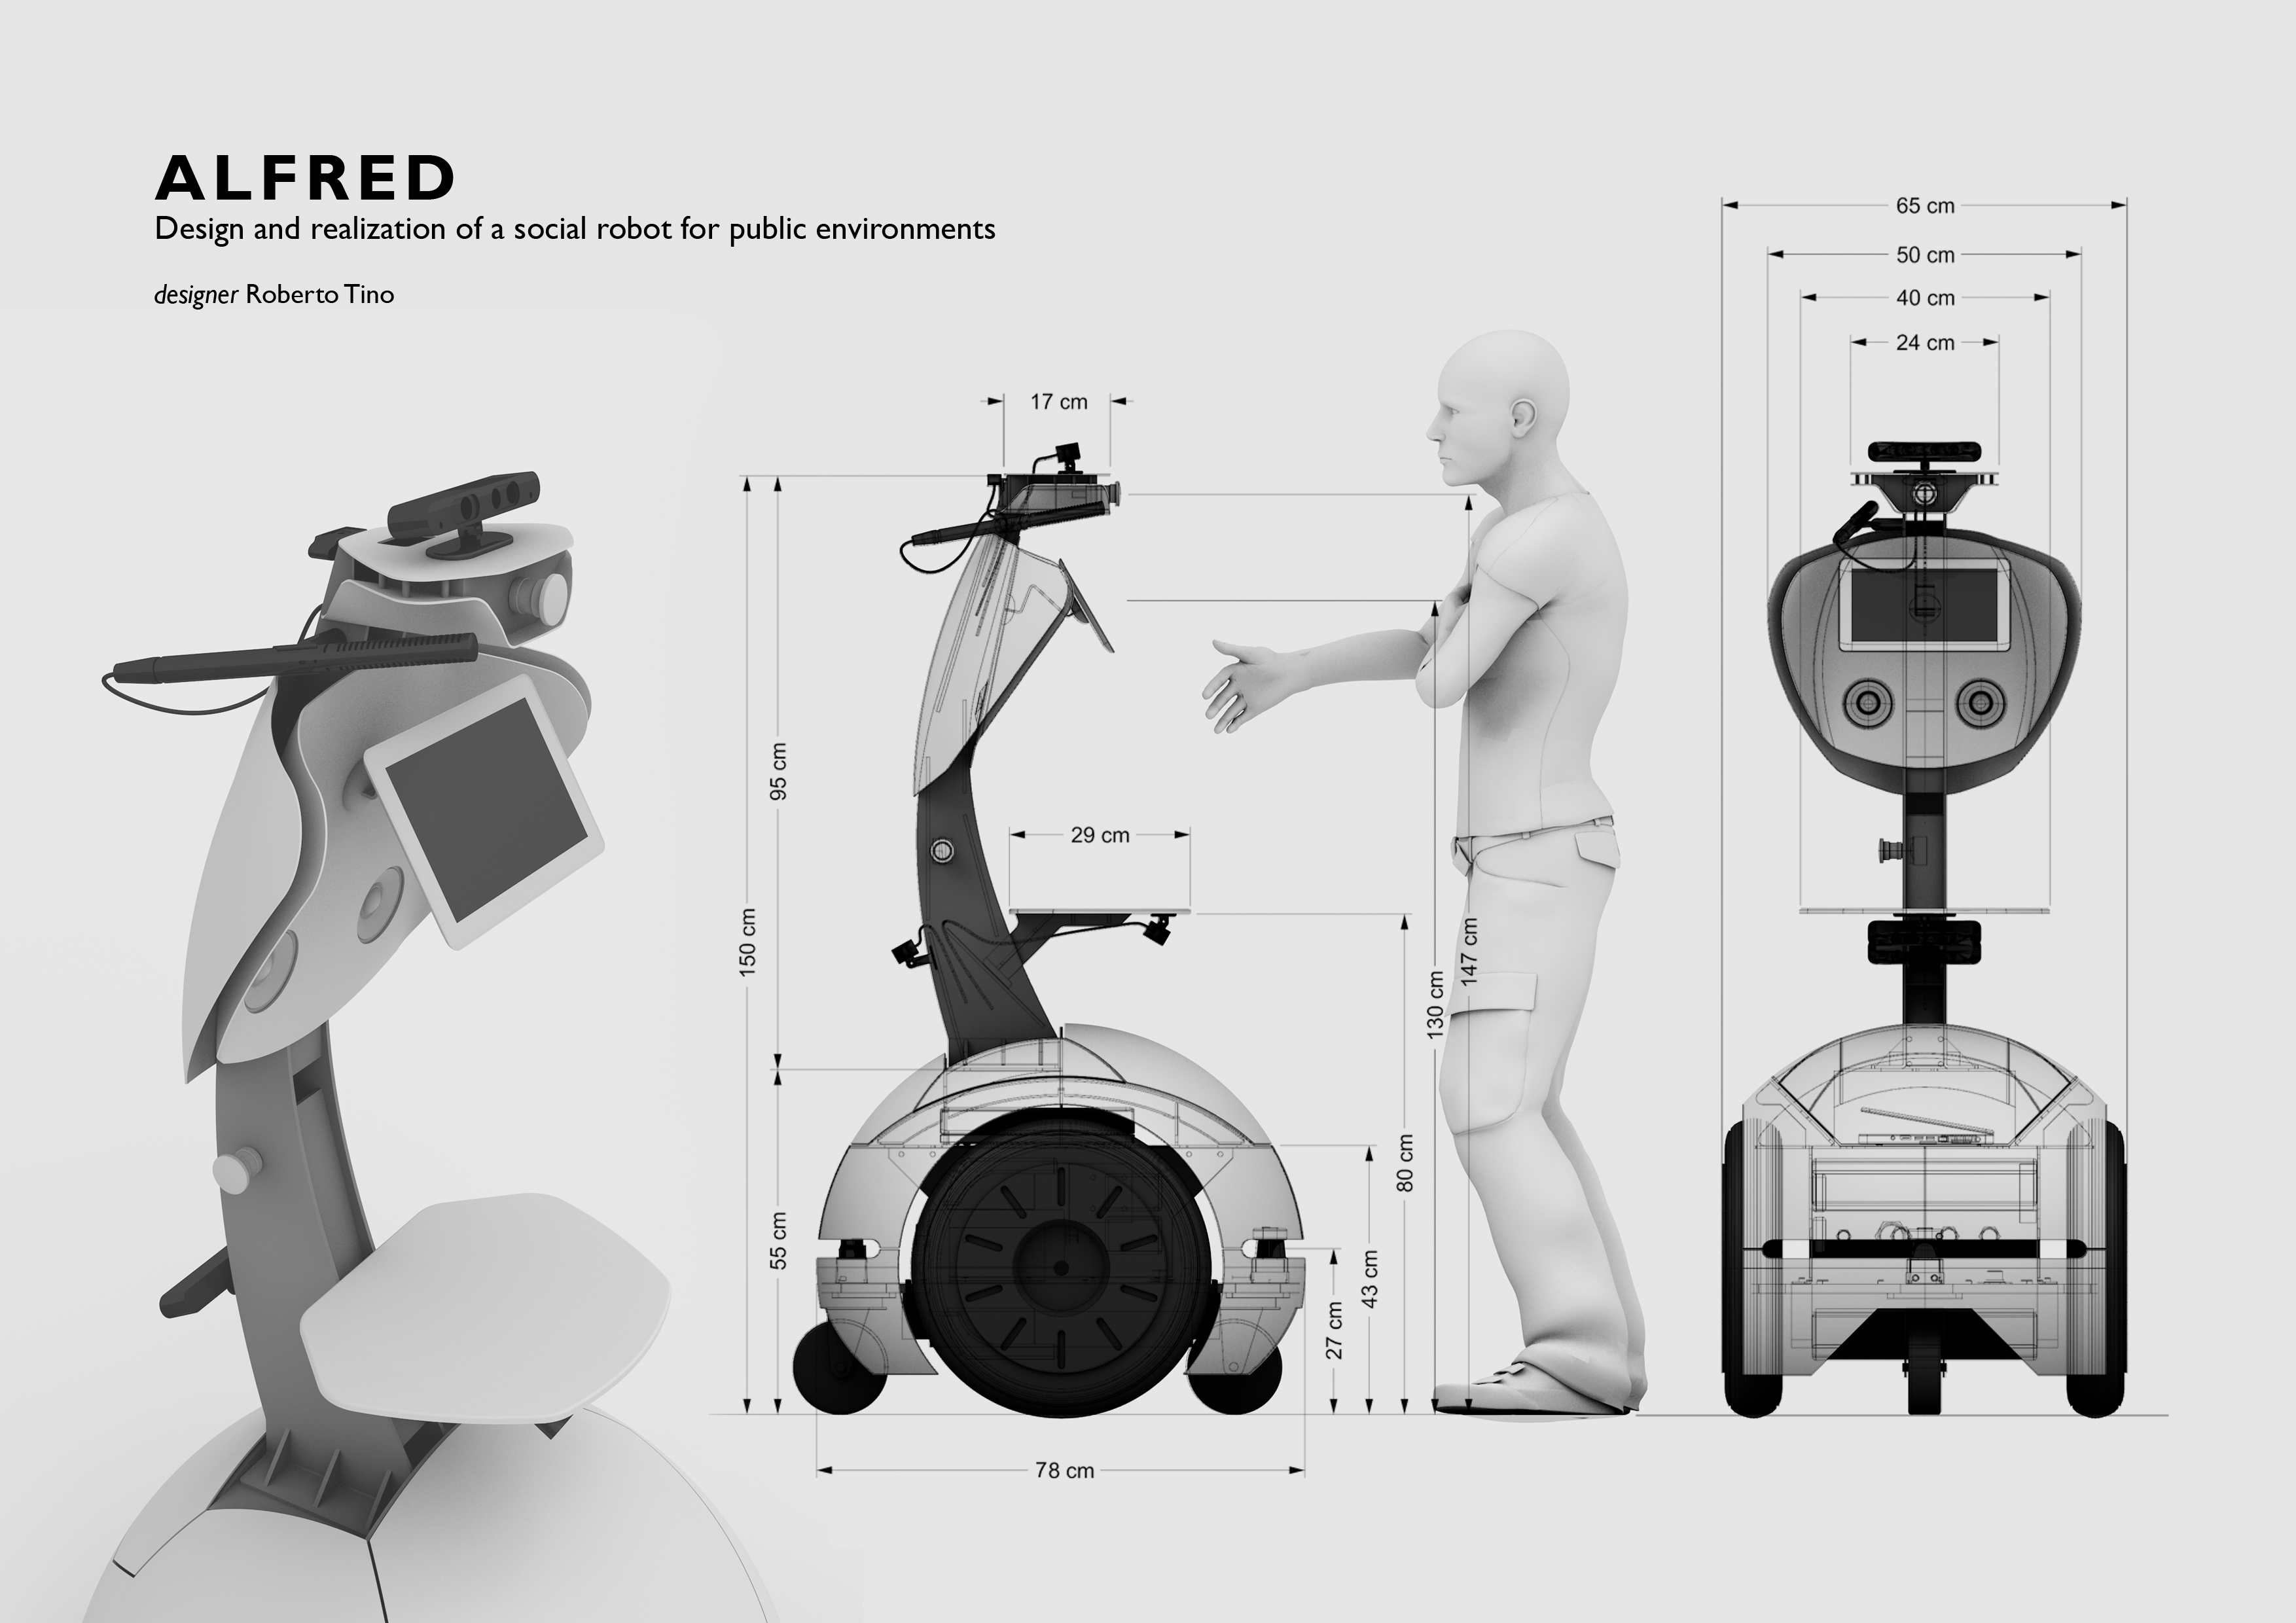 ALFRED
Design and realization of a social robot for public environments
designer Roberto Tino
65 cm
50 cm
40 cm
24 cm
17 cm
95 cm
29 cm
150 cm
147 cm
130 cm
80 cm
55 cm
43 cm
27 cm
78 cm